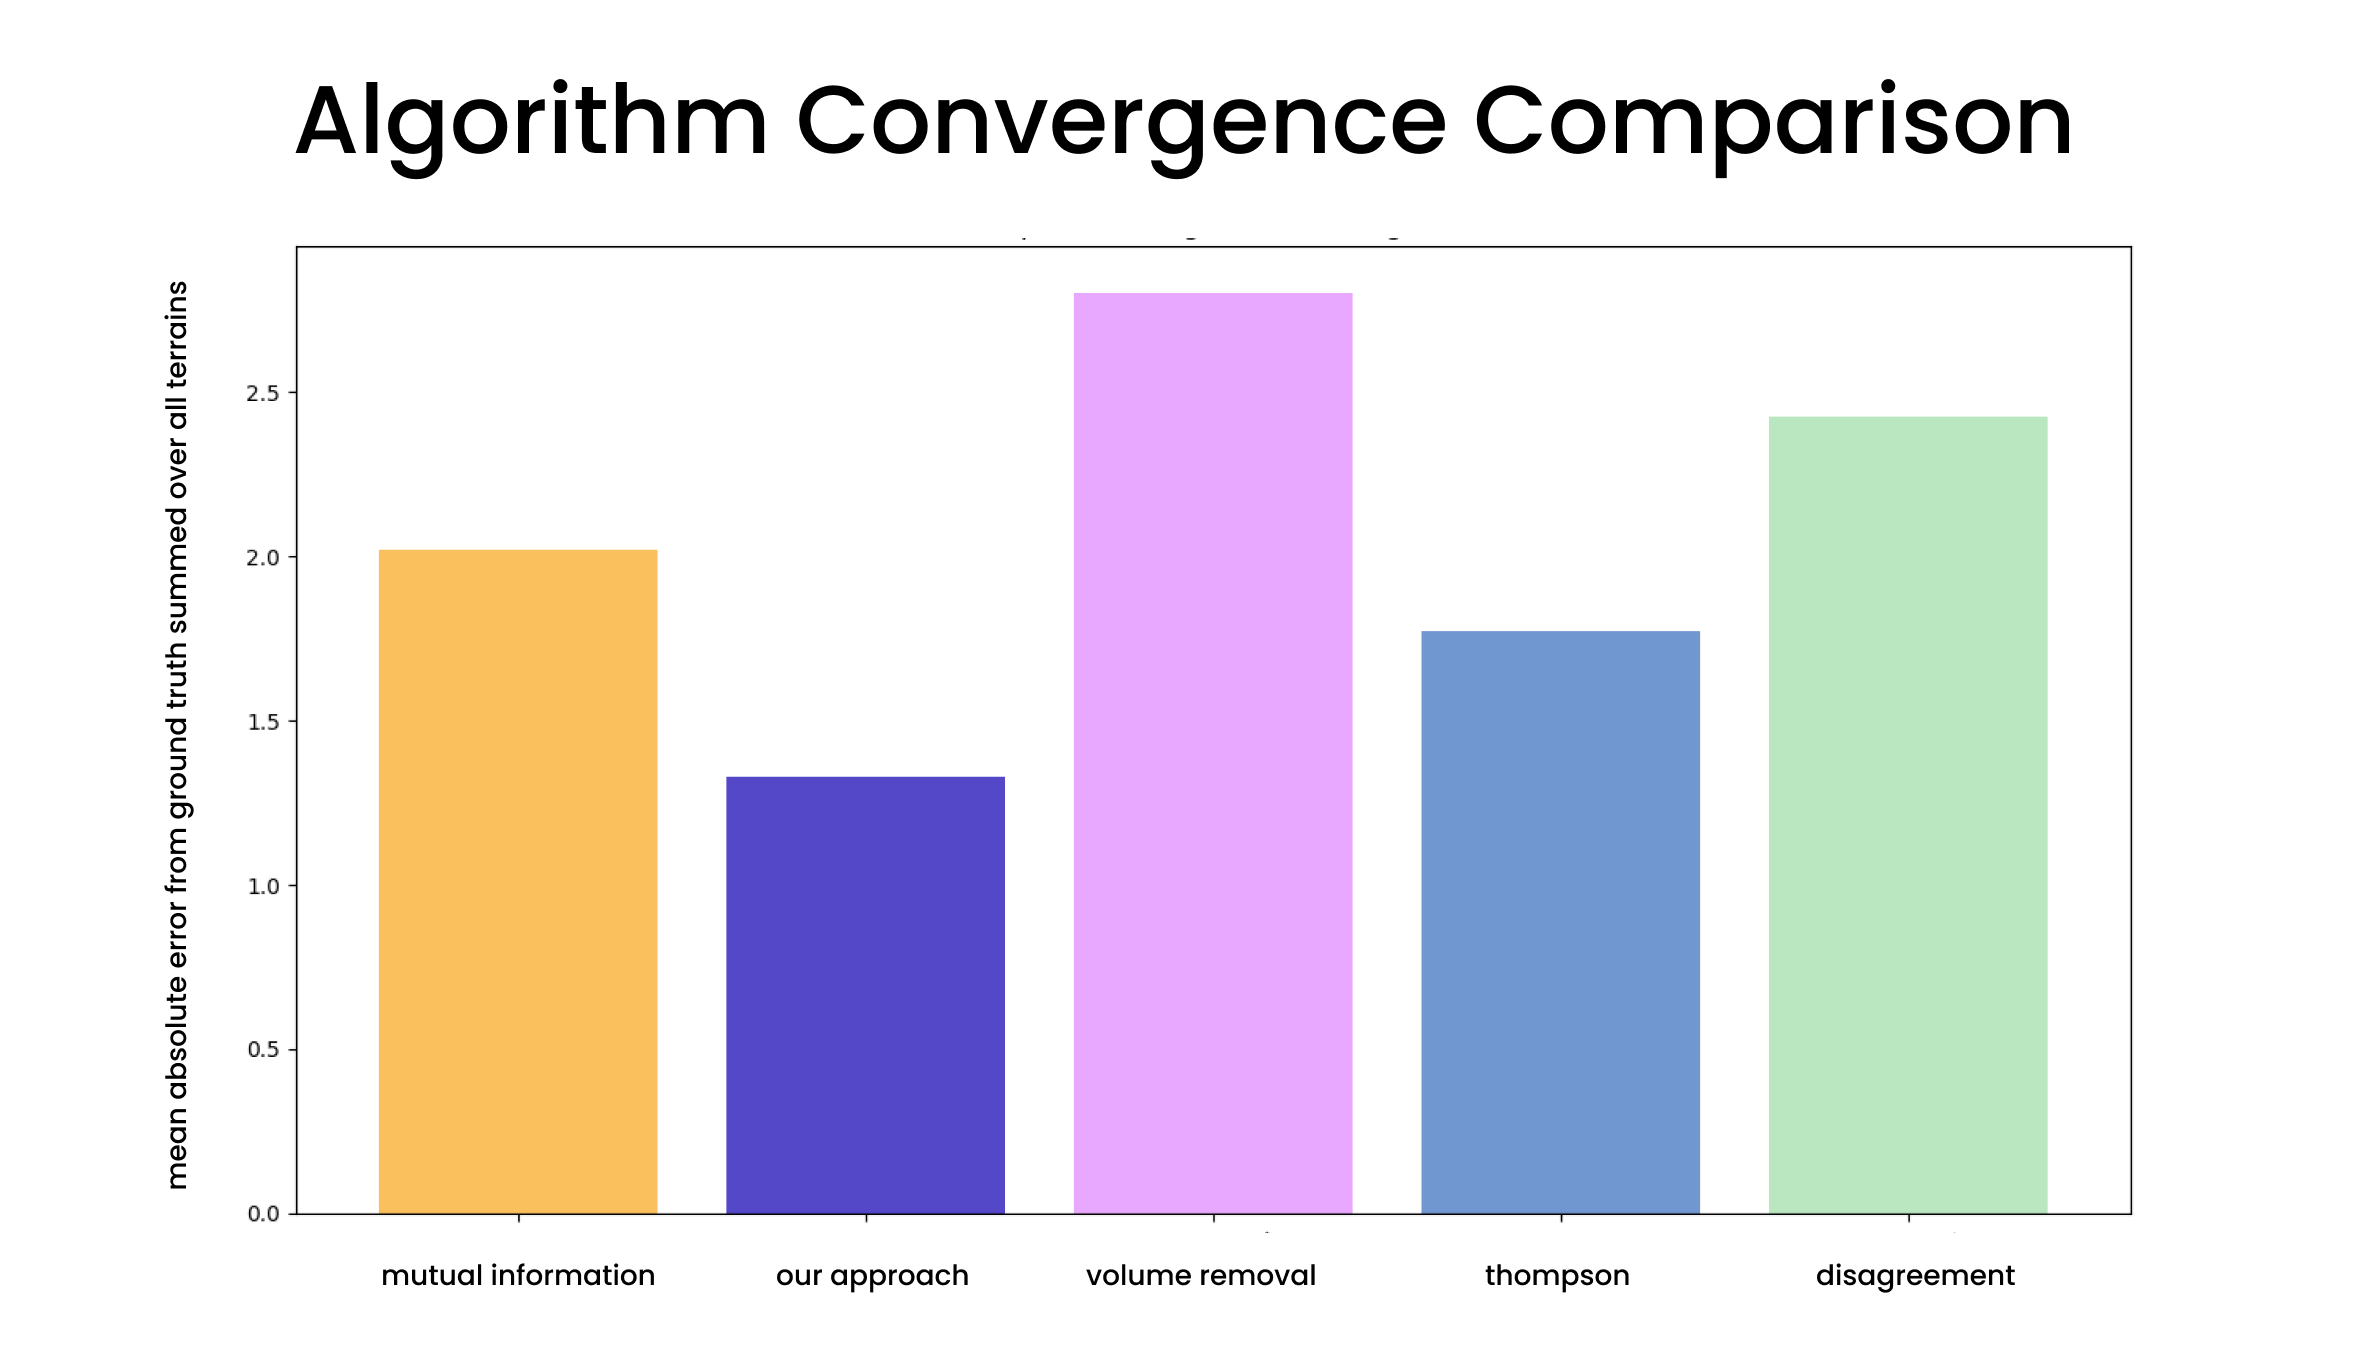 Algorithm Convergence Comparison
mean absolute error from ground truth summed over all terrains
2.5
2.0
1.5
1.0
0.5
0.0
mutual information
our approach
volume removal
thompson
disagreement